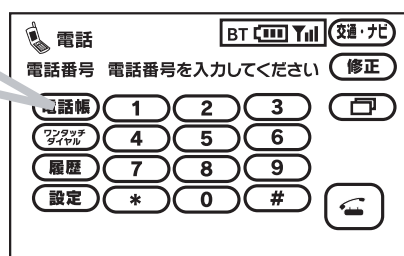 電話 BT 交通・ナビ
電話番号 電話番号を入力してください 修正
電話帳 1 2 3
ワンタッチ
ダイヤル 4 5 6
履歴 7 8 9
設定 * 0 #